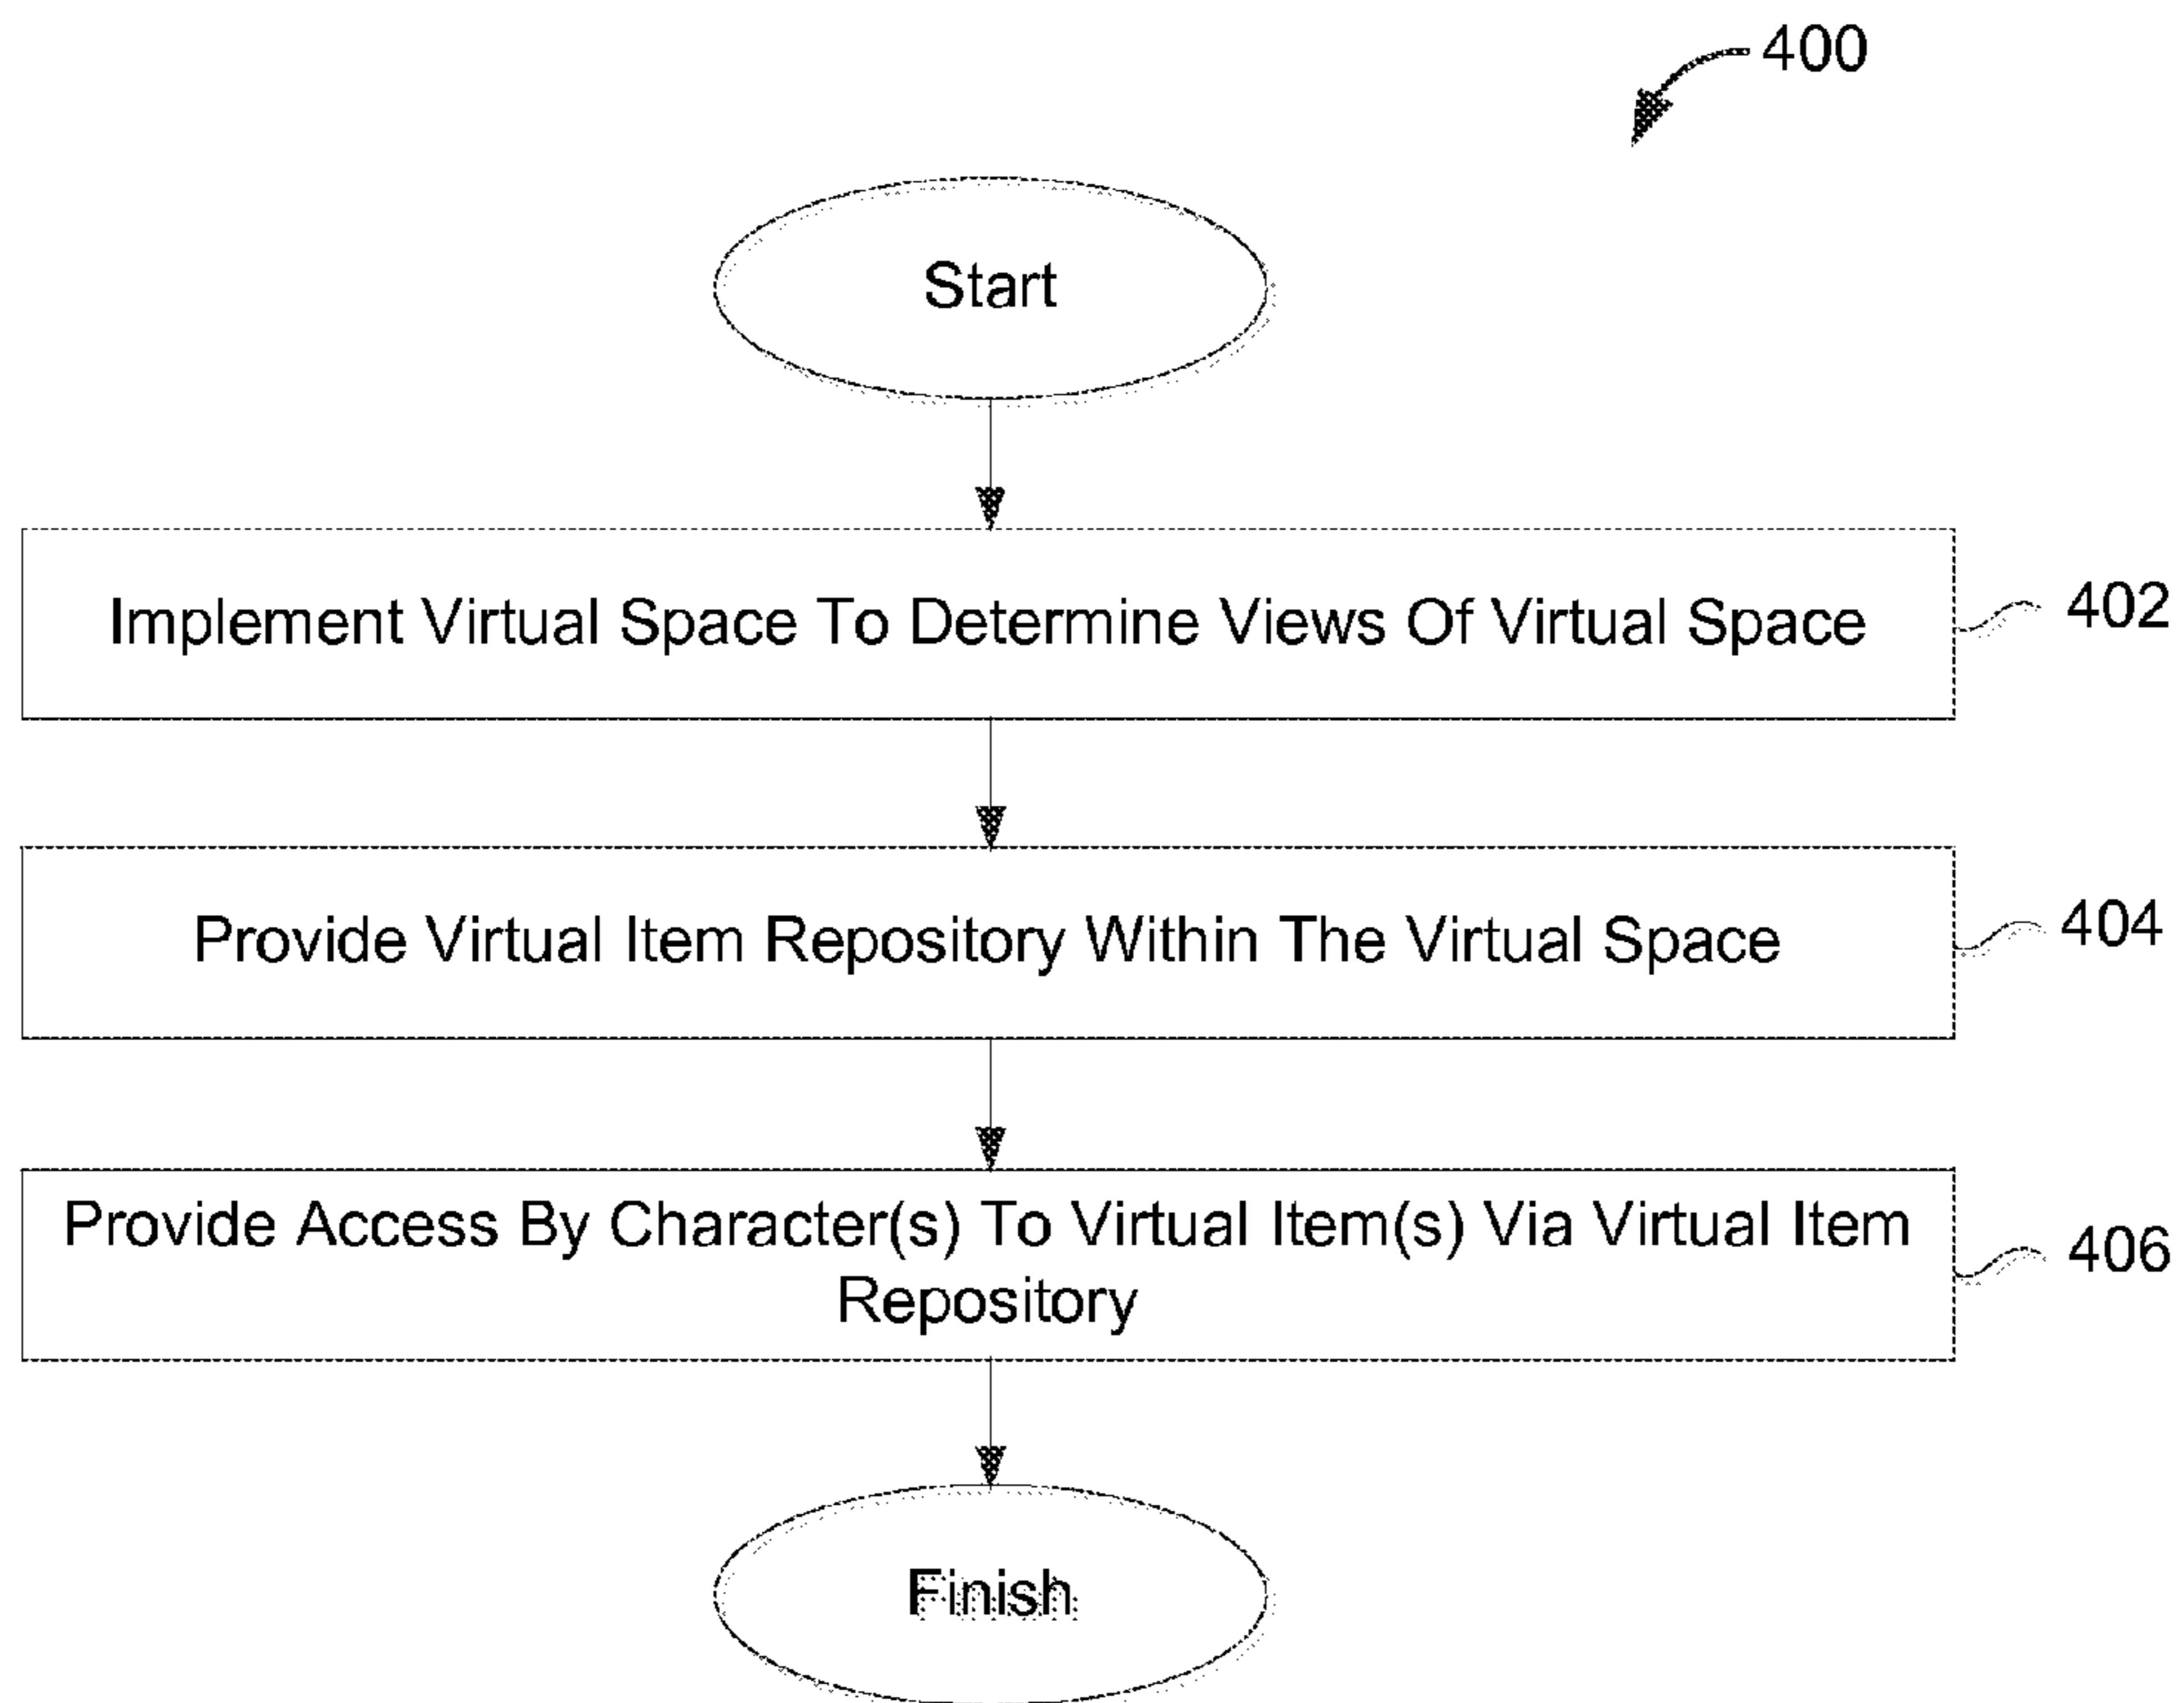 400
Start
Implement Virtual Space To Determine Views Of Virtual Space
402
Provide Virtual Item Repository Within The Virtual Space
404
Provide Access By Character(s) To Virtual Item(s) Via Virtual Item
Repository
406
Finish